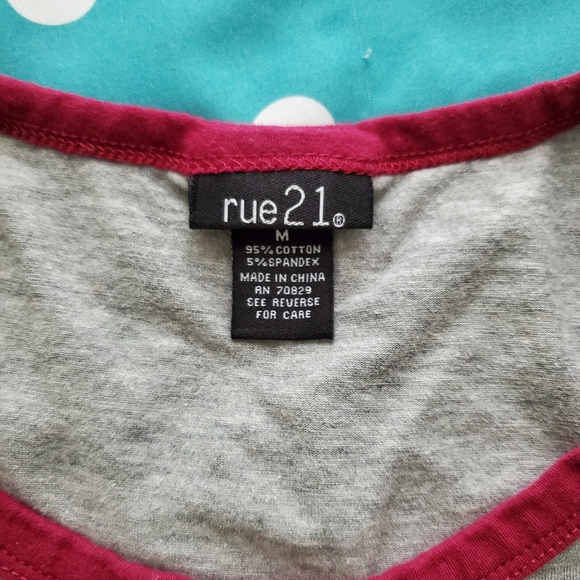 rue21®
M
95% COTTON
5% SPANDEX
MADE IN CHINA
RN 70829
SEE REVERSE
FOR CARE